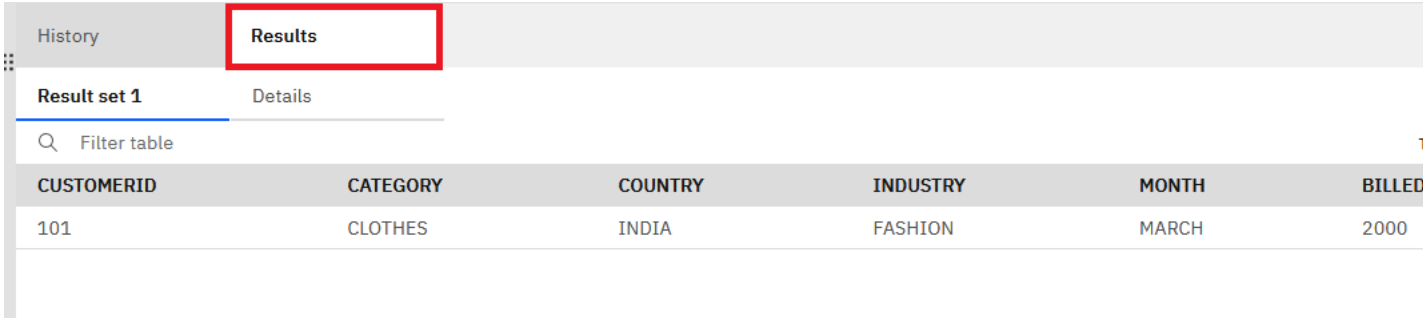 History Results
Result set 1 Details
Filter table
CUSTOMERID CATEGORY COUNTRY INDUSTRY MONTH BILLED
101 CLOTHES INDIA FASHION MARCH 2000